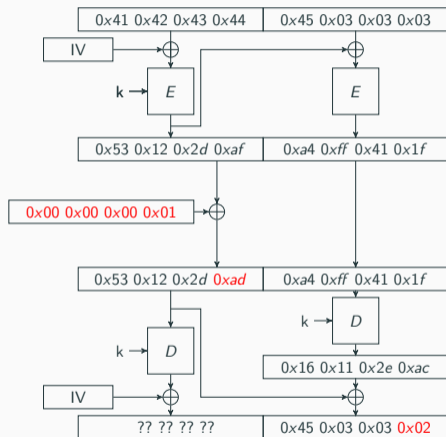 0x41 0x42 0x43 0x44 0x45 0x03 0x03 0x03
IV
k E E
0x53 0x12 0x2d 0xaf 0xa4 0xff 0x41 0x1f
0x00 0x00 0x00 0x01
0x53 0x12 0x2d 0xad 0xa4 0xff 0x41 0x1f
k D
k D
0x16 0x11 0x2e 0xac
IV
?? ?? ?? ?? 0x45 0x03 0x03 0x02